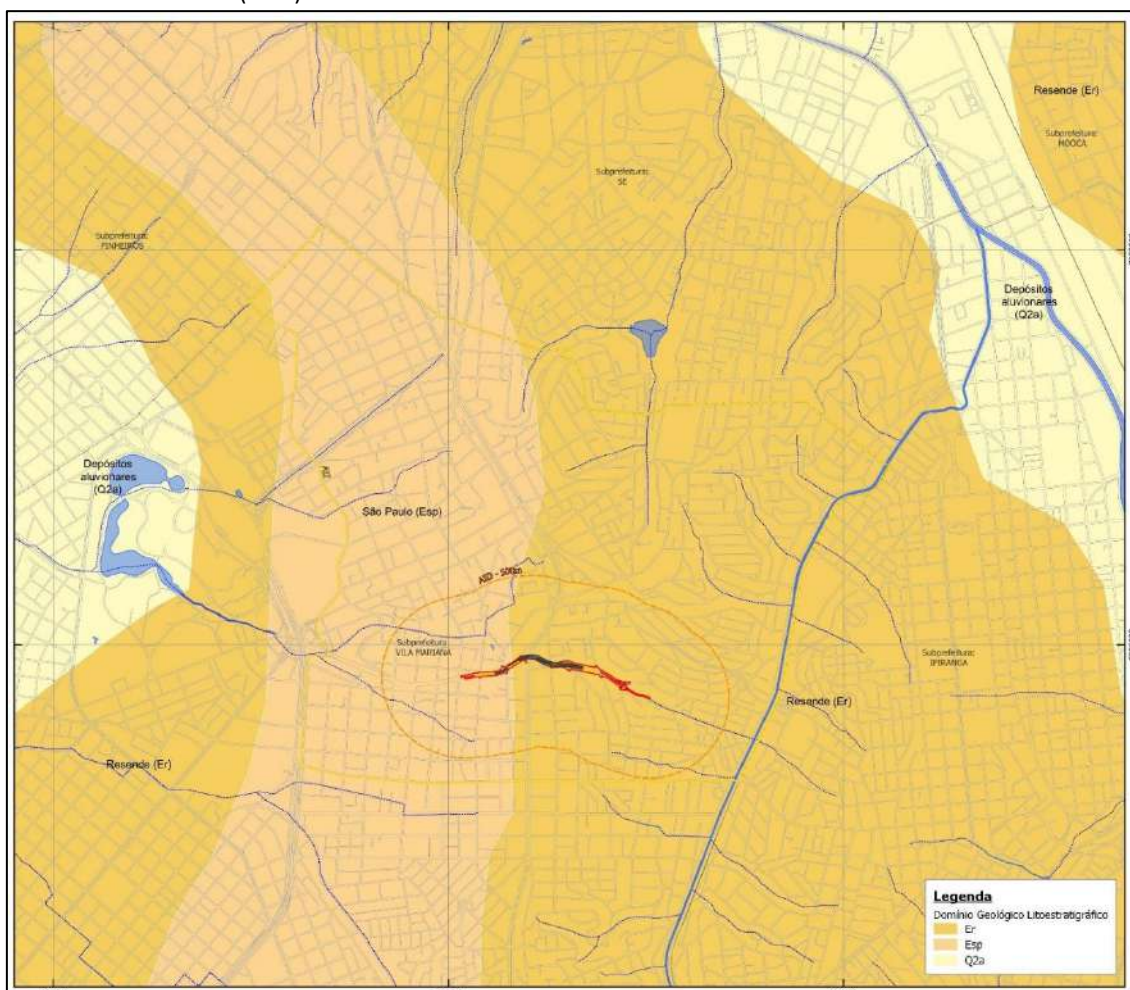 Resende (Er)
Subprefeitura:
MOOCA
Subprefeitura:
SE
Subprefeitura:
PINHEIROS
Depósitos
aluvionares
(Q2a)
Depósitos
aluvionares
(Q2a)
São Paulo (Esp)
AID - 500m
Subprefeitura:
VILA MARIANA
Subprefeitura:
IPIRANGA
Resende (Er)
Resende (Er)
Legenda
Domínio Geológico Litoestratigráfico
Er
Esp
Q2a